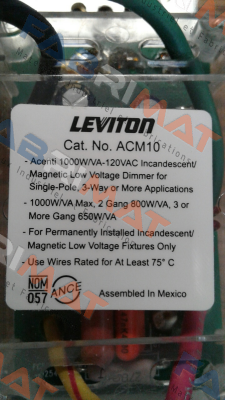 LEVITON
Cat. No. ACM10
- Acenti 1000W/VA-120VAC Incandescent/
Magnetic Low Voltage Dimmer for
Single-Pole, 3-Way or More Applications
- 1000W/VA Max, 2 Gang 800W/VA, 3 or
More Gang 650W/VA
- For Permanently Installed Incandescent/
Magnetic Low Voltage Fixtures Only
- Use Wires Rated for At Least 75° C
NOM
057
ANCE
Assembled In Mexico